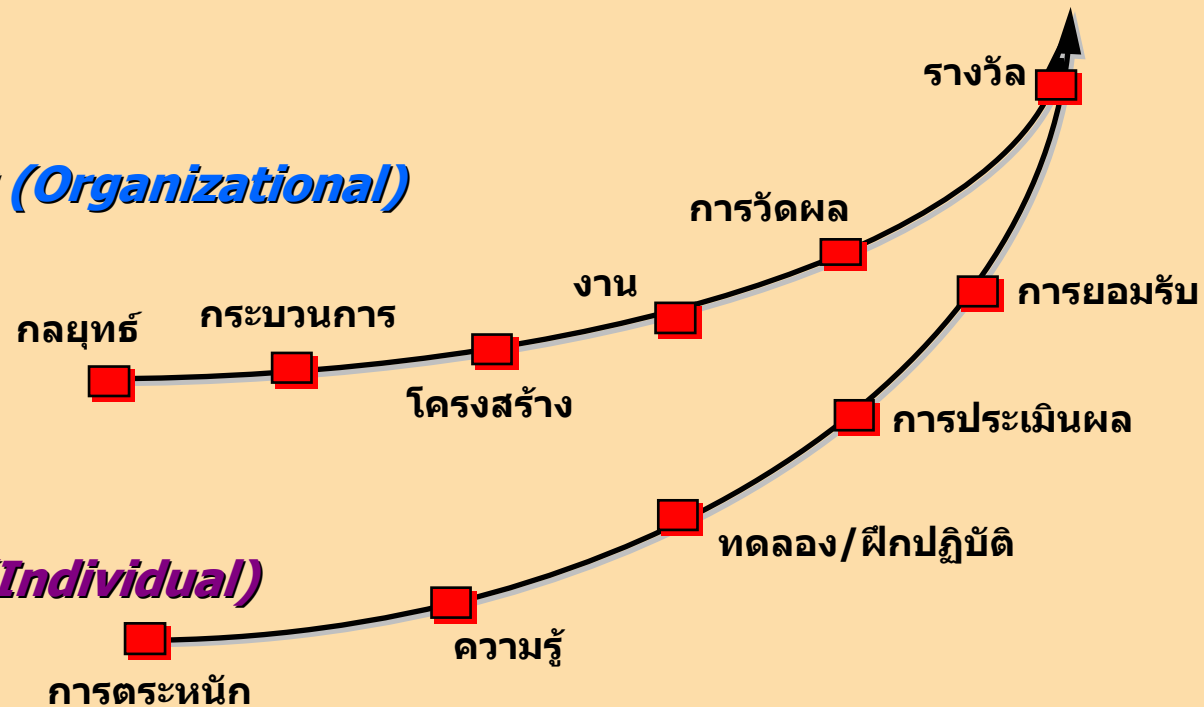 รางวัล
(Organizational)
การวัดผล
งาน
การยอมรับ
กระบวนการ
กลยุทธ์
โครงสร้าง
การประเมินผล
ทดลอง/ฝึกปฏิบัติ
(Individual)
ความรู้
การตระหนัก